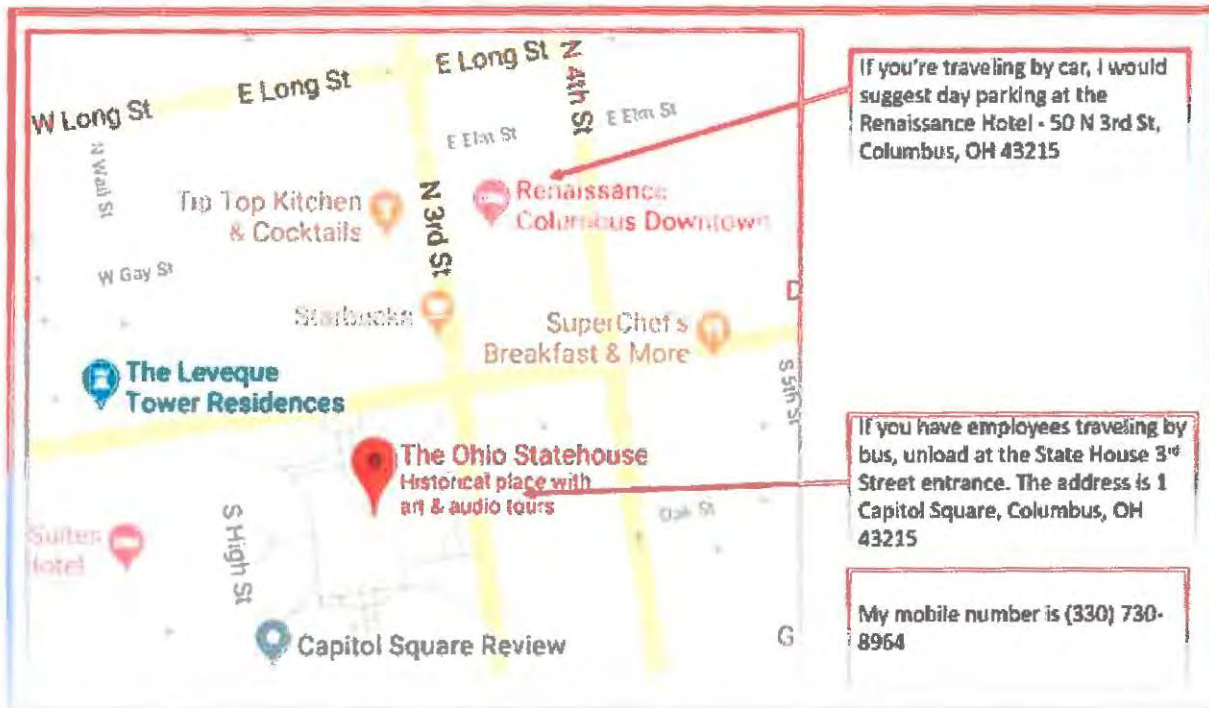 E Long St
E Long St
W Long St
N 4th St
E Elm St
E Elm St
N Wall St
Tip Top Kitchen
& Cocktails
N 3rd St
Renaissance
Columbus Downtown
W Gay St
Starbucks
SuperChef's
Breakfast & More
D
The Leveque
Tower Residences
S 5th St
The Ohio Statehouse
Historical place with
art & audio tours
Oak St
Suites
Hotel
S High St
Capitol Square Review
G
If you're traveling by car, I would
suggest day parking at the
Renaissance Hotel - 50 N 3rd St,
Columbus, OH 43215
If you have employees traveling by
bus, unload at the State House 3rd
Street entrance. The address is 1
Capitol Square, Columbus, OH
43215
My mobile number is (330) 730-
8964